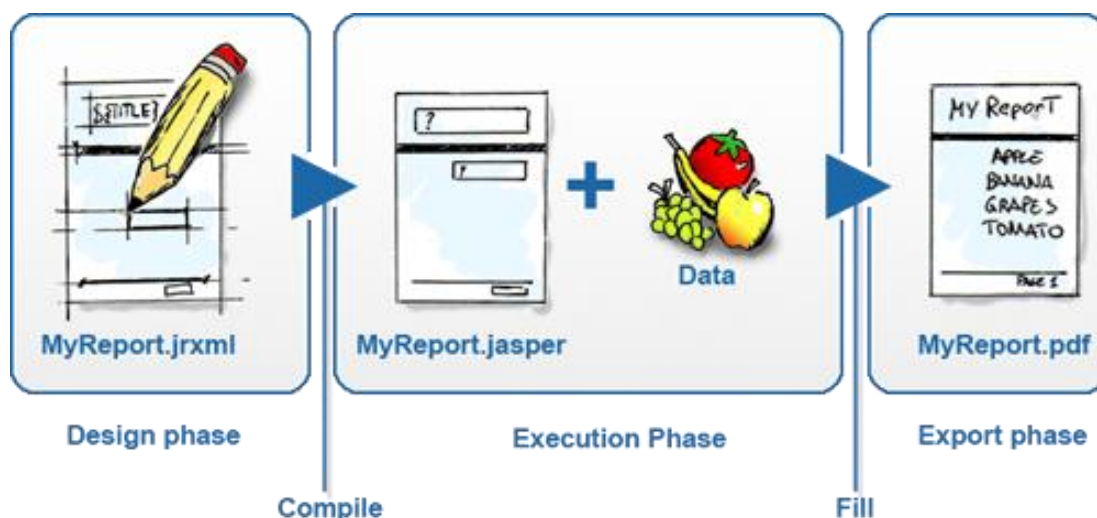 ${TITLE}
MyReport.jrxml
Design phase
Compile
?
?
MyReport.jasper
+
Data
Execution Phase
Fill
MY RepORT
APPLE
BANANA
GRAPES
TOMATO
PAGE 1
MyReport.pdf
Export phase